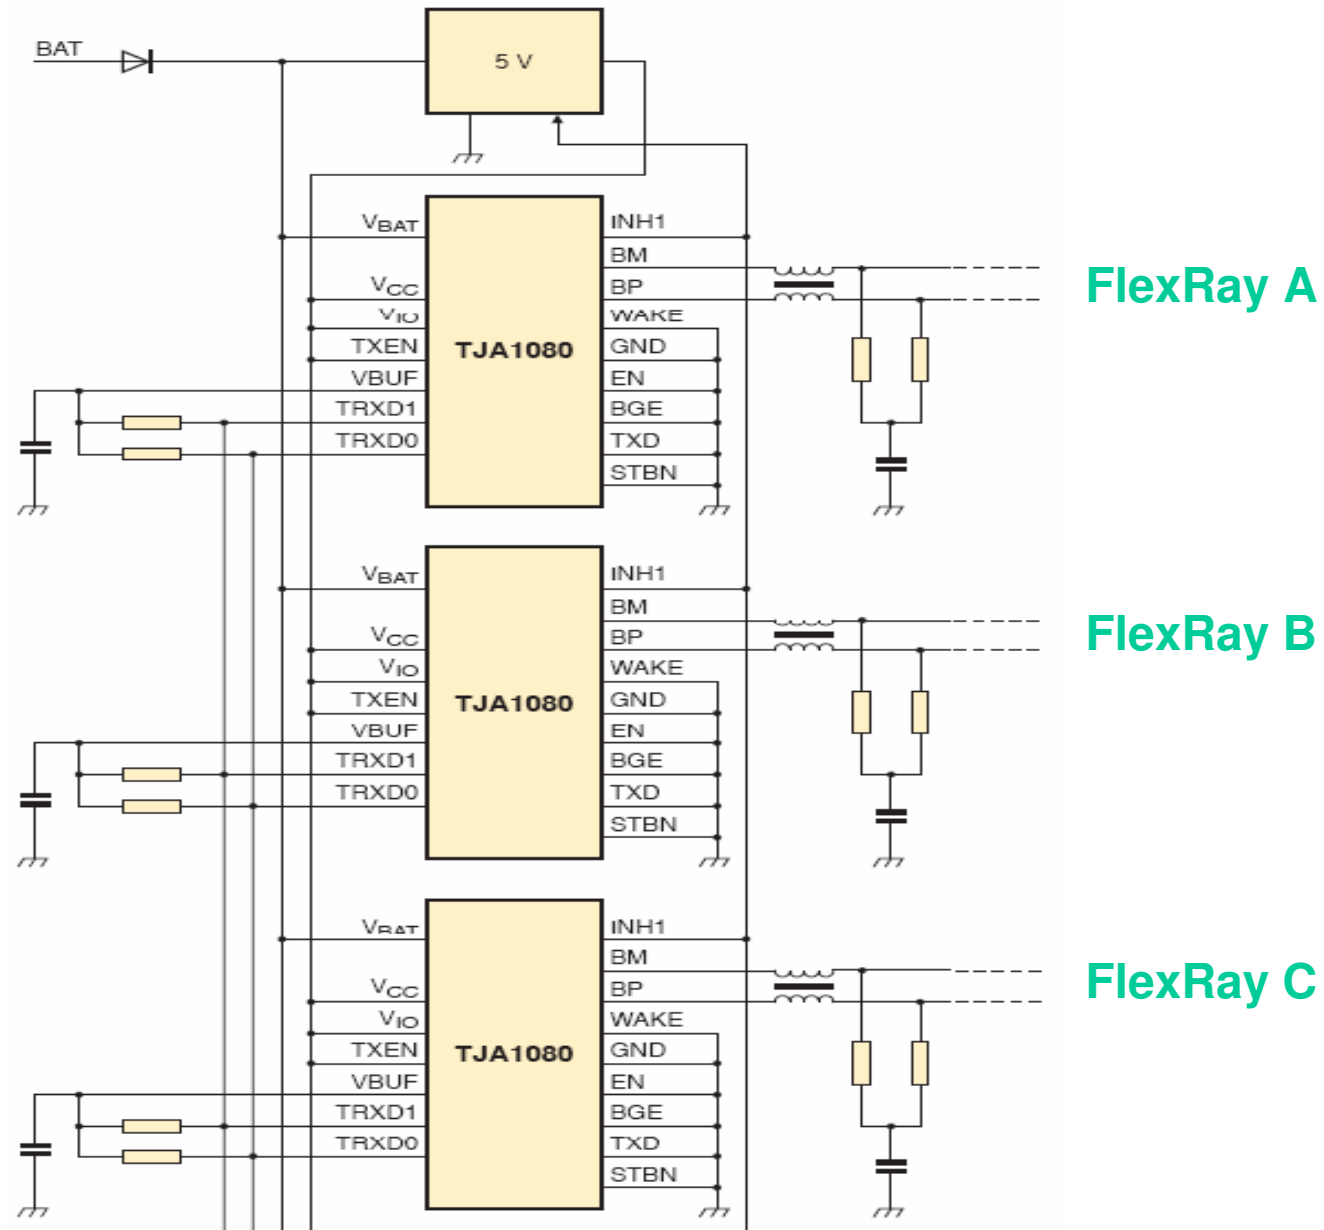 BAT
5 V
VBAT
VCC
VIO
TXEN
VBUF
TRXD1
TRXD0
TJA1080
INH1
BM
BP
WAKE
GND
EN
BGE
TXD
STBN
FlexRay A
VBAT
VCC
VIO
TXEN
VBUF
TRXD1
TRXD0
TJA1080
INH1
BM
BP
WAKE
GND
EN
BGE
TXD
STBN
FlexRay B
VBAT
VCC
VIO
TXEN
VBUF
TRXD1
TRXD0
TJA1080
INH1
BM
BP
WAKE
GND
EN
BGE
TXD
STBN
FlexRay C